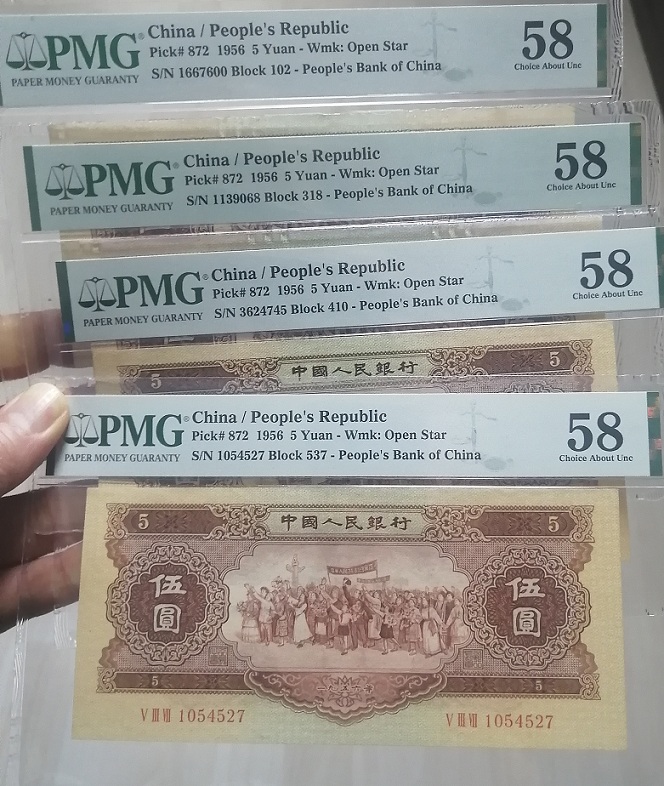 PMG
PAPER MONEY GUARANTY
China / People's Republic
Pick# 872 1956 5 Yuan - Wmk: Open Star
S/N 1667600 Block 102 - People's Bank of China
58
Choice About Unc
PMG
PAPER MONEY GUARANTY
China / People's Republic
Pick# 872 1956 5 Yuan - Wmk: Open Star
S/N 1139068 Block 318 - People's Bank of China
58
Choice About Unc
PMG
PAPER MONEY GUARANTY
China / People's Republic
Pick# 872 1956 5 Yuan - Wmk: Open Star
S/N 3624745 Block 410 - People's Bank of China
58
Choice About Unc
5 中國人民銀行 5
PMG
PAPER MONEY GUARANTY
China / People's Republic
Pick# 872 1956 5 Yuan - Wmk: Open Star
S/N 1054527 Block 537 - People's Bank of China
58
Choice About Unc
5 中國人民銀行 5
伍圓
伍圓
5 一九五六年 5
V III VII 1054527
V III VII 1054527